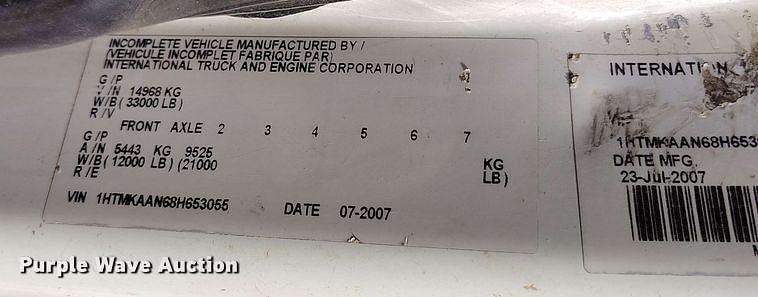 INCOMPLETE VEHICLE MANUFACTURED BY /
(VEHICULE INCOMPLET FABRIQUE PAR)
INTERNATIONAL TRUCK AND ENGINE CORPORATION
G /P
V /N 14968 KG
W/B( 33000 LB)
R /V
FRONT AXLE 2 3 4 5 6 7
G /P
A /N 5443 KG 9525 KG
W/B( 12000 LB) (21000 LB)
R /E
VIN 1HTMKAAN68H653055 DATE 07-2007
INTERNATION
1HTMKAAN68H653
DATE MFG.
23-Jul-2007
Purple Wave Auction